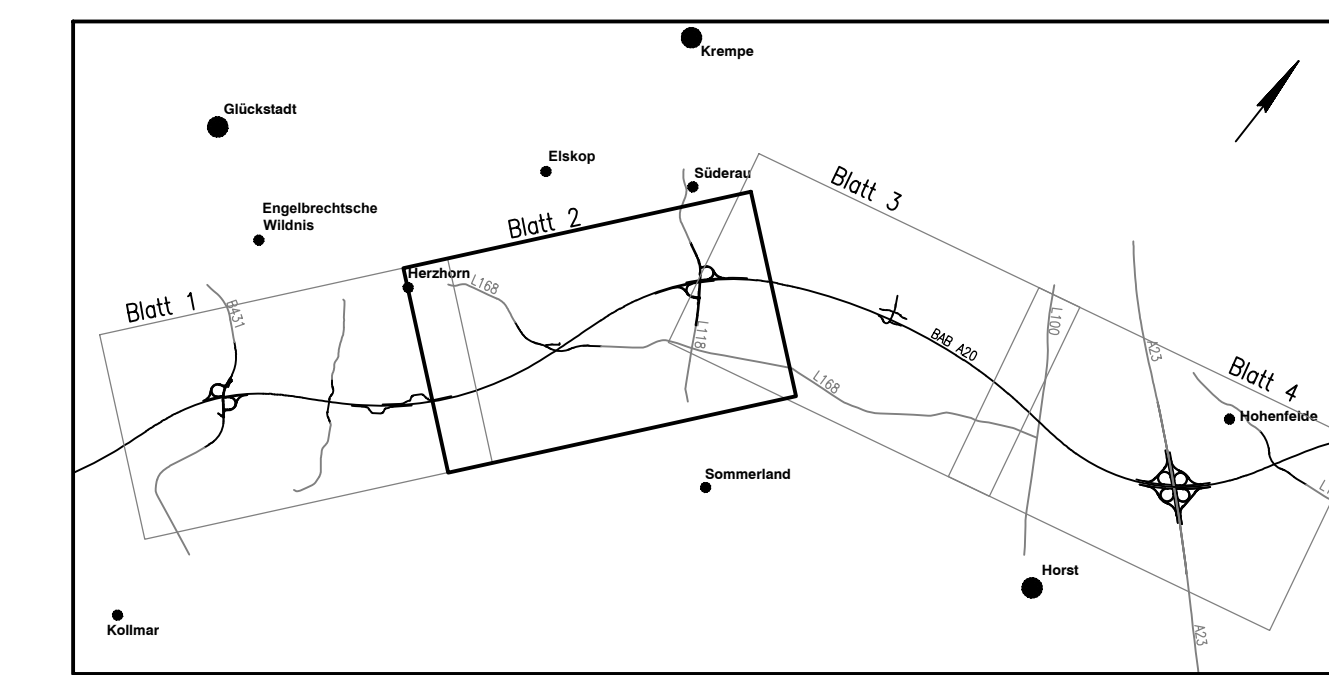 Krempe
Glückstadt
Elskop
Süderau
Blatt 3
Engelbrechtsche
Wildnis
Blatt 2
Herzhorn
L168
Blatt 1
B431
L118
L100
BAB A20
A23
L168
Blatt 4
Hohenfelde
Sommerland
Horst
Kollmar
A23